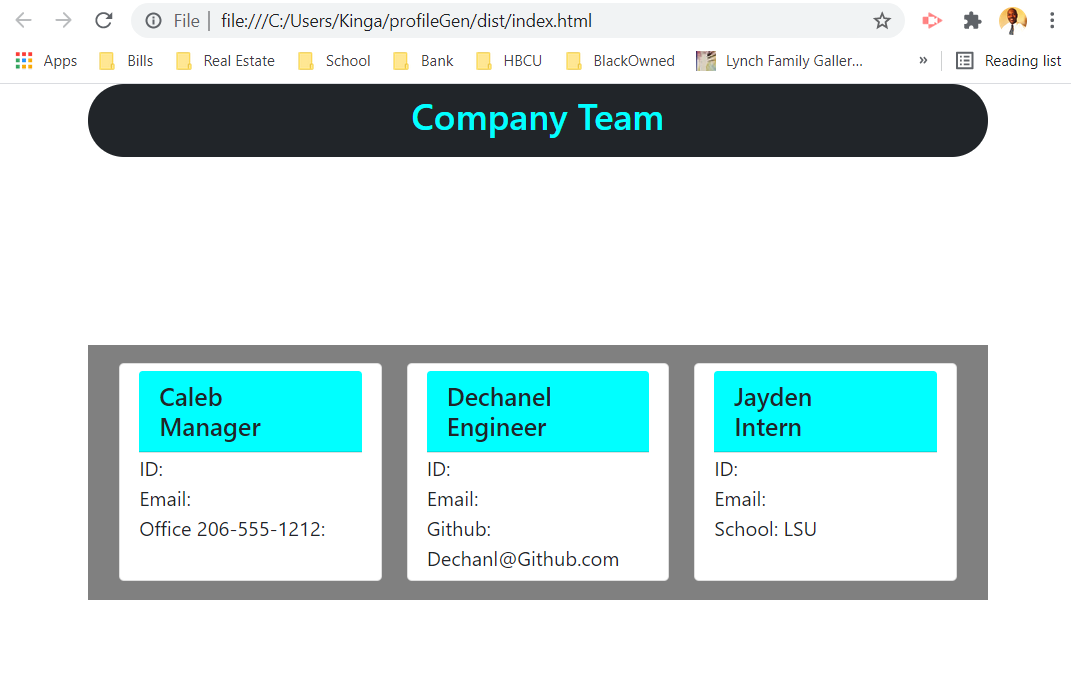 File file:///C:/Users/Kinga/profileGen/dist/index.html
Apps Bills Real Estate School Bank HBCU BlackOwned Lynch Family Galler... » Reading list
Company Team
Caleb
Manager
ID:
Email:
Office 206-555-1212:
Dechanel
Engineer
ID:
Email:
Github:
Dechanl@Github.com
Jayden
Intern
ID:
Email:
School: LSU